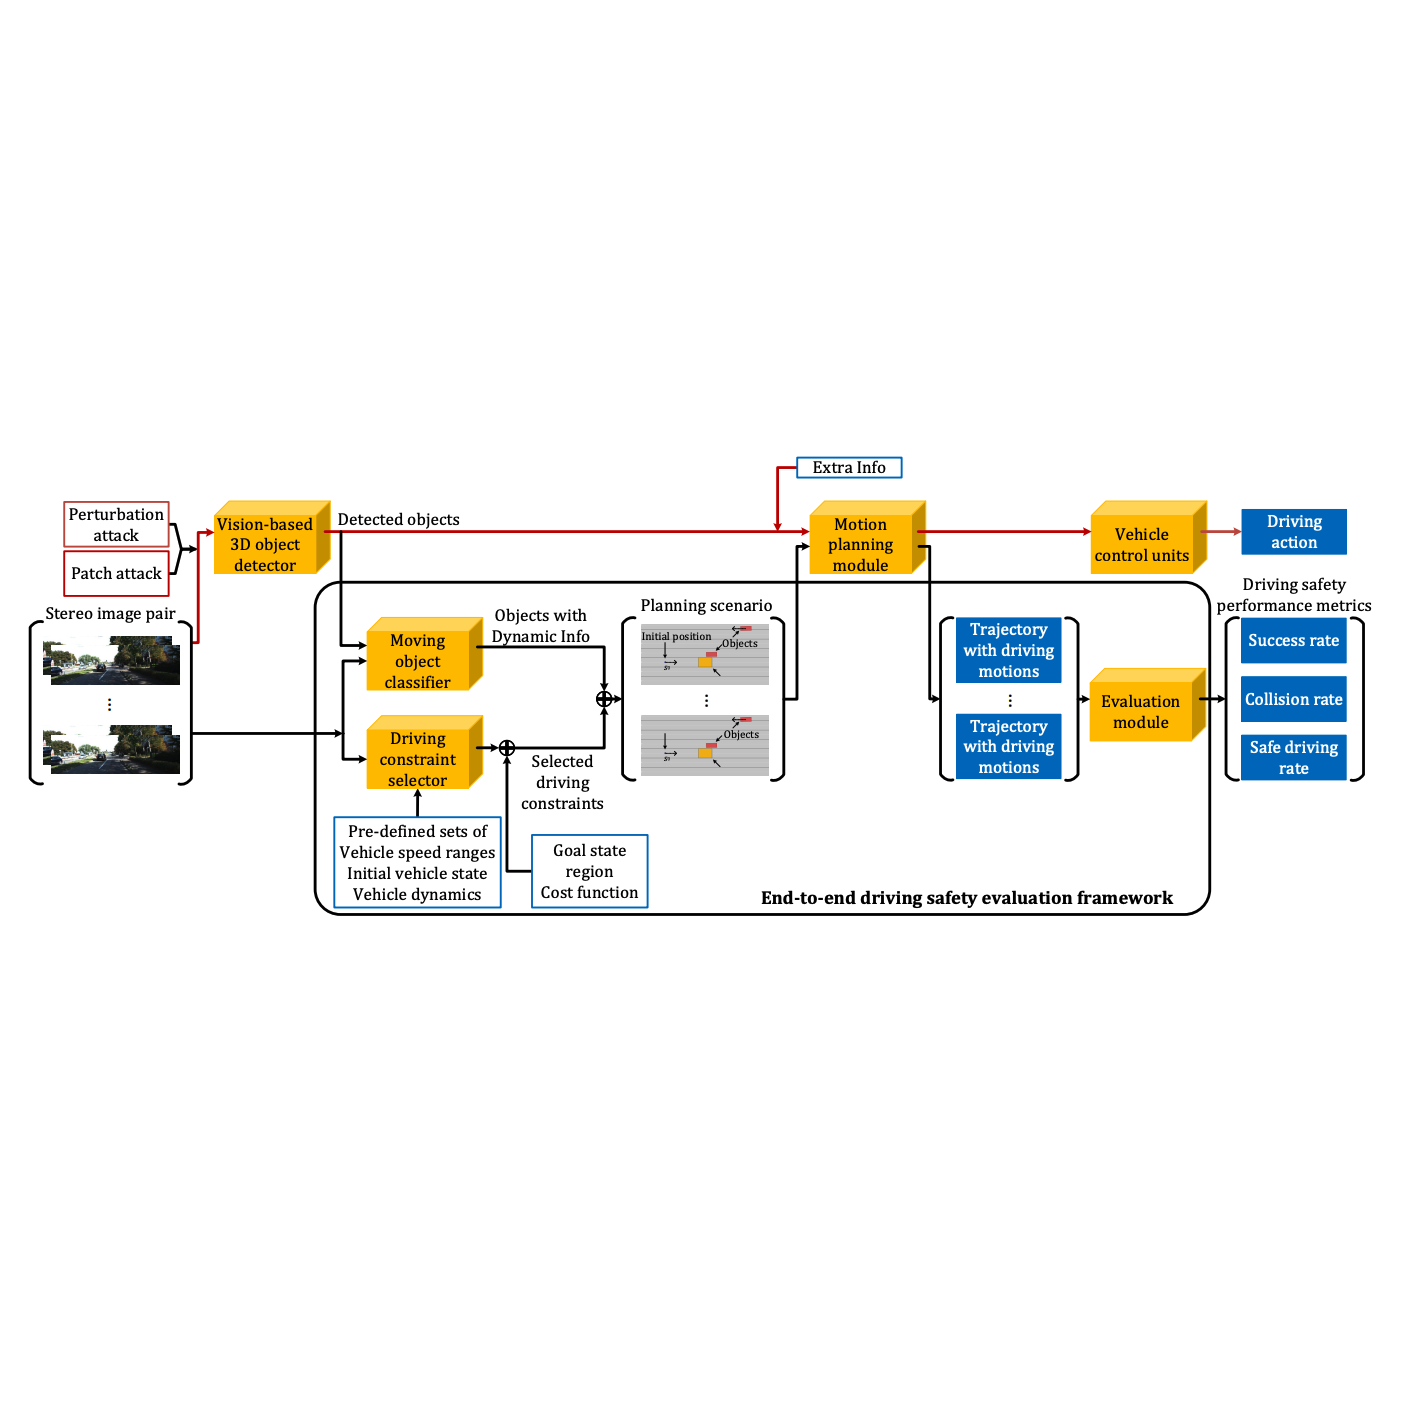 Extra Info
Perturbation
attack
Patch attack
Vision-based
3D object
detector
Detected objects
Motion
planning
module
Vehicle
control units
Driving
action
Stereo image pair
Moving
object
classifier
Objects with
Dynamic Info
Driving
constraint
selector
Selected
driving
constraints
Pre-defined sets of
Vehicle speed ranges
Initial vehicle state
Vehicle dynamics
Goal state
region
Cost function
Planning scenario
Initial position
Objects
Objects
Trajectory
with driving
motions
Trajectory
with driving
motions
Evaluation
module
Driving safety
performance metrics
Success rate
Collision rate
Safe driving
rate
End-to-end driving safety evaluation framework